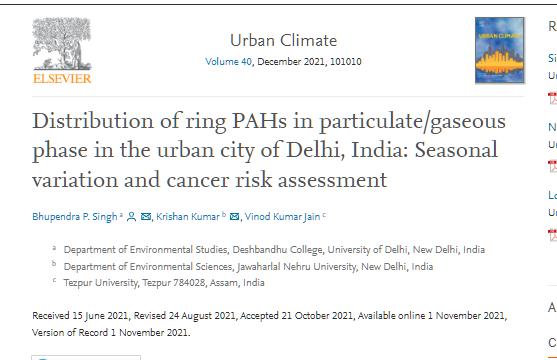 Urban Climate
Volume 40, December 2021, 101010
ELSEVIER
URBAN CLIMATE
Distribution of ring PAHs in particulate/gaseous
phase in the urban city of Delhi, India: Seasonal
variation and cancer risk assessment
Bhupendra P. Singh a, Krishan Kumar b, Vinod Kumar Jain c
a Department of Environmental Studies, Deshbandhu College, University of Delhi, New Delhi, India
b Department of Environmental Sciences, Jawaharlal Nehru University, New Delhi, India
c Tezpur University, Tezpur 784028, Assam, India
Received 15 June 2021, Revised 24 August 2021, Accepted 21 October 2021, Available online 1 November 2021,
Version of Record 1 November 2021.